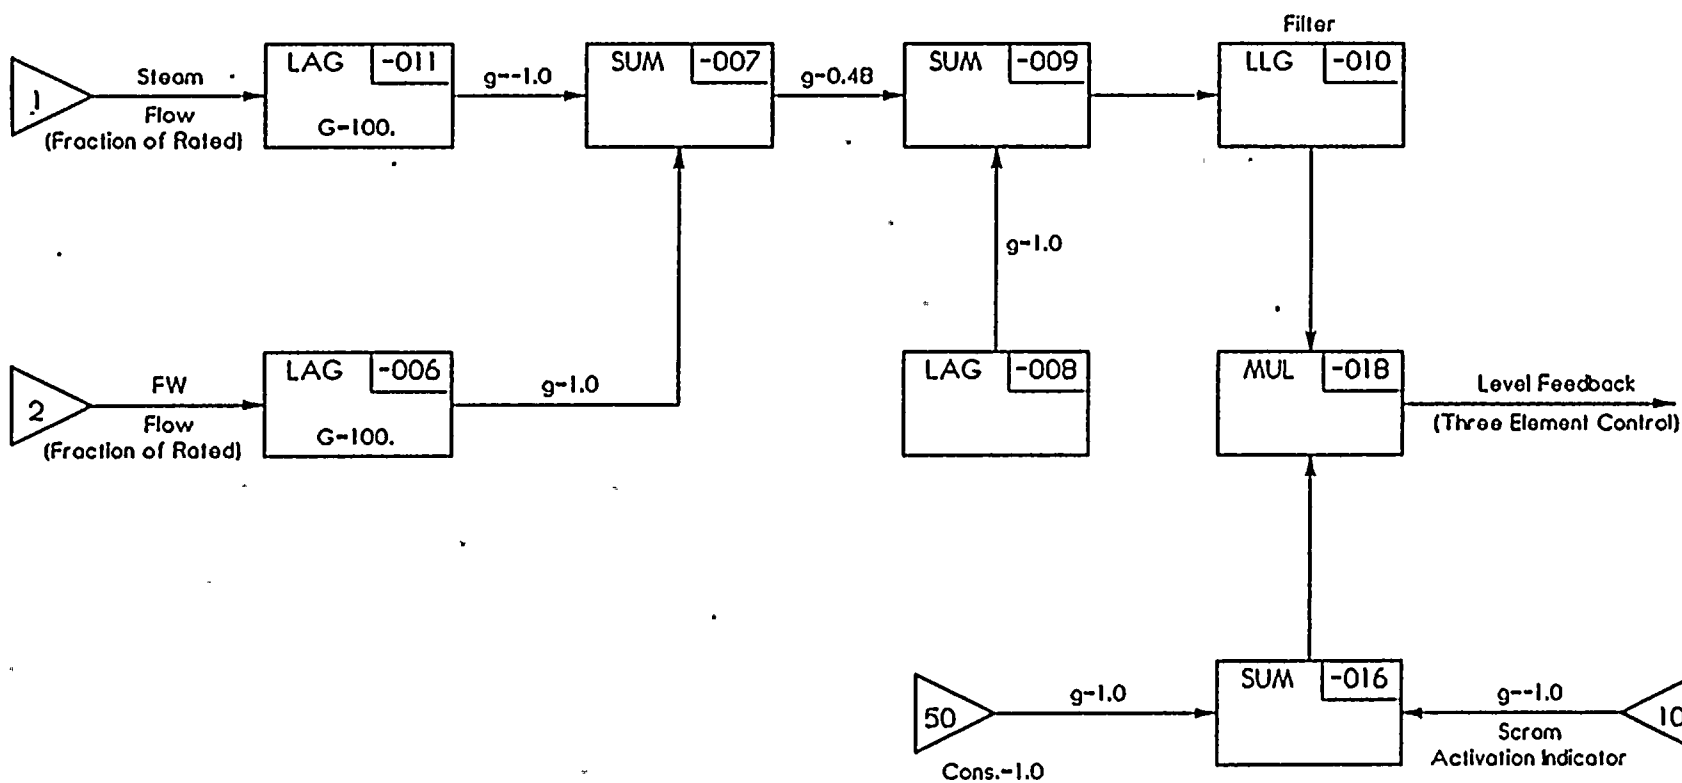 Filter
LAG -011
SUM -007
SUM -009
LLG -010
1
Steam
Flow
(Fraction of Rated)
G=100.
g=-1.0
g=0.48
g=1.0
2
FW
Flow
(Fraction of Rated)
LAG -006
G=100.
g=1.0
LAG -008
MUL -018
Level Feedback
(Three Element Control)
50
g=1.0
Cons.=1.0
SUM -016
g=-1.0
Scram
Activation Indicator
10